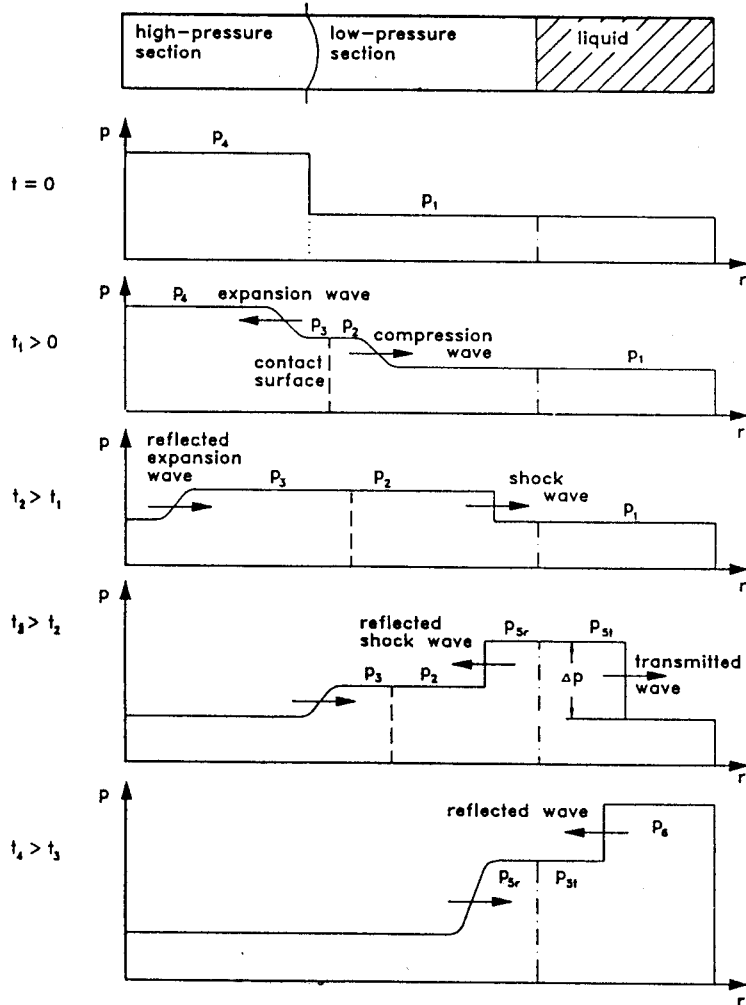 high-pressure section
low-pressure section
liquid
p
p₄
t = 0
p₁
r
p
p₄
expansion wave
t₁ > 0
p₃
p₂
compression wave
contact surface
p₁
r
p
reflected expansion wave
t₂ > t₁
p₃
p₂
shock wave
p₁
r
p
t₃ > t₂
reflected shock wave
p₅ᵣ
p₅ₜ
p₃
p₂
Δp
transmitted wave
r
p
reflected wave
t₄ > t₃
p₆
p₅ᵣ
p₅ₜ
r